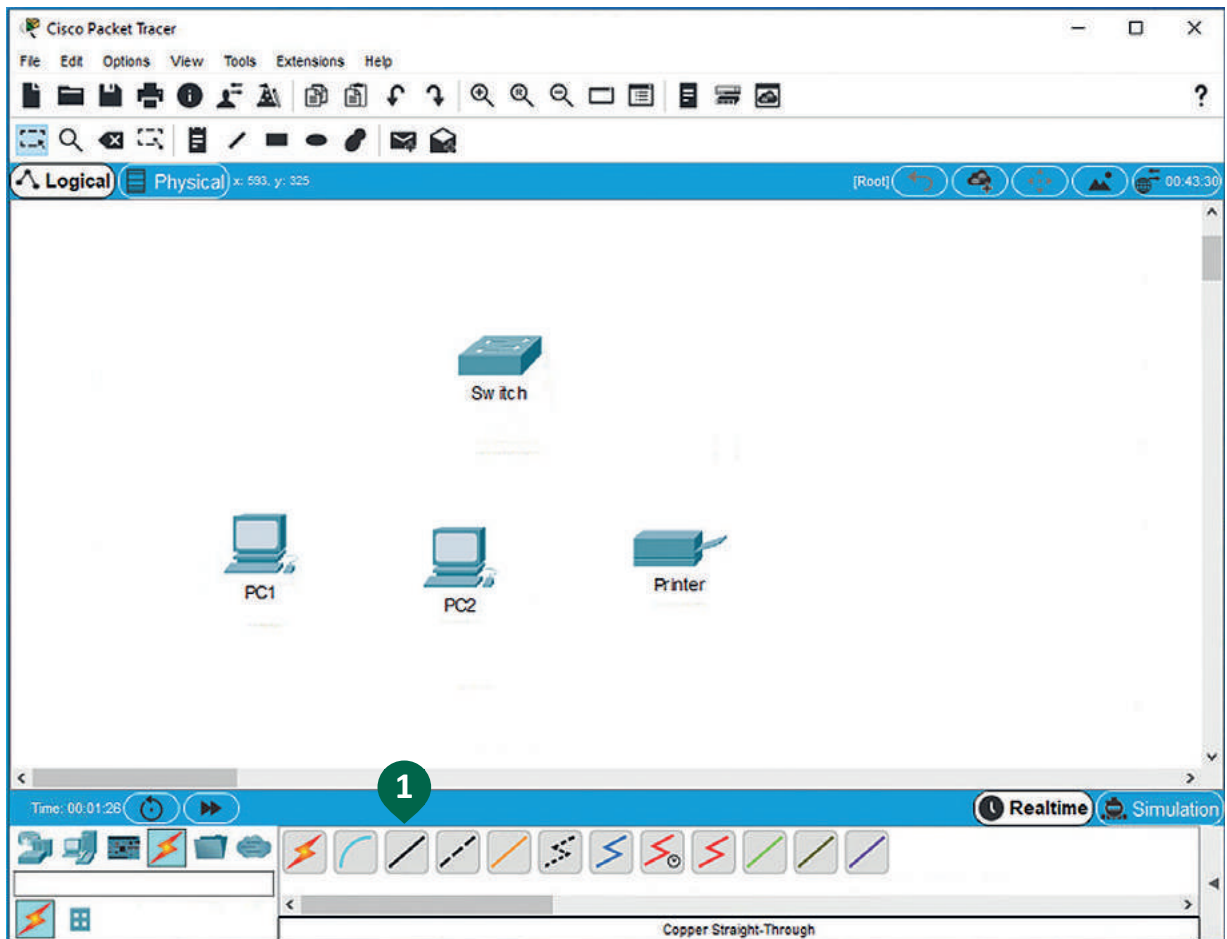 Cisco Packet Tracer
File Edit Options View Tools Extensions Help
?
Logical Physical x: 593, y: 325 [Root] 00:43:30
Switch
PC1
PC2
Printer
1
Time: 00:01:26 Realtime Simulation
Copper Straight-Through